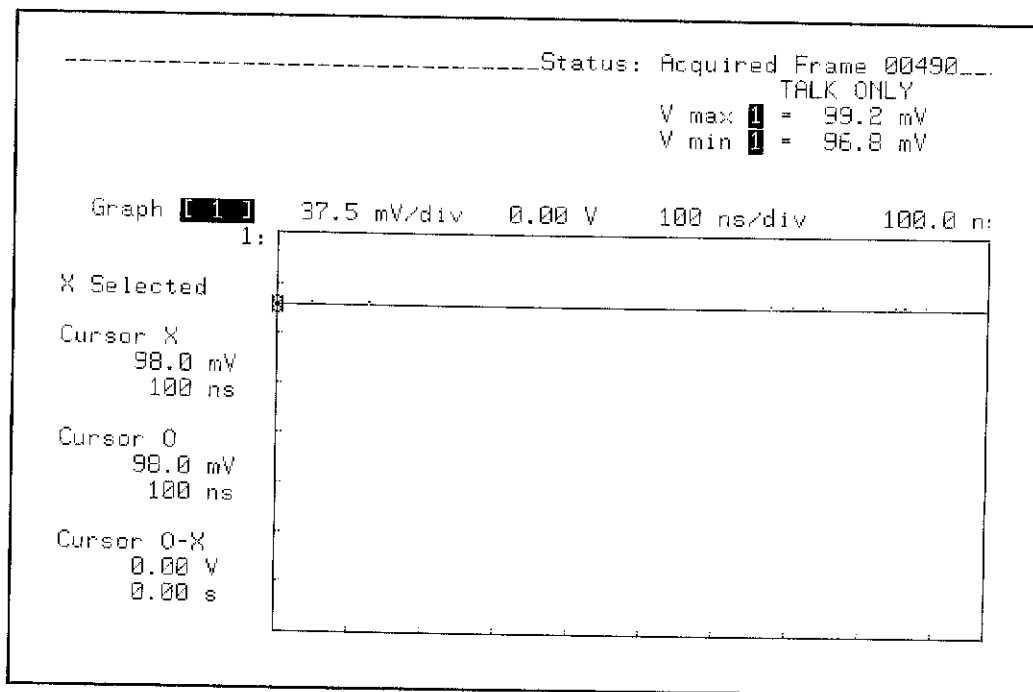 Status: Acquired Frame 00490
TALK ONLY
V max 1 = 99.2 mV
V min 1 = 96.8 mV
Graph [ 1 ] 37.5 mV/div 0.00 V 100 ns/div 100.0 n
1:
X Selected
Cursor X
98.0 mV
100 ns
Cursor O
98.0 mV
100 ns
Cursor O-X
0.00 V
0.00 s